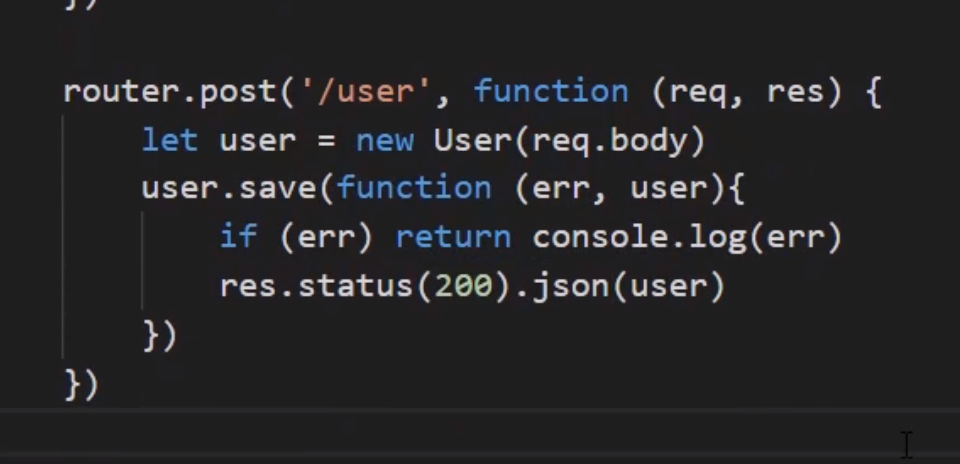 })
router.post('/user', function (req, res) {
    let user = new User(req.body)
    user.save(function (err, user){
        if (err) return console.log(err)
        res.status(200).json(user)
    })
})